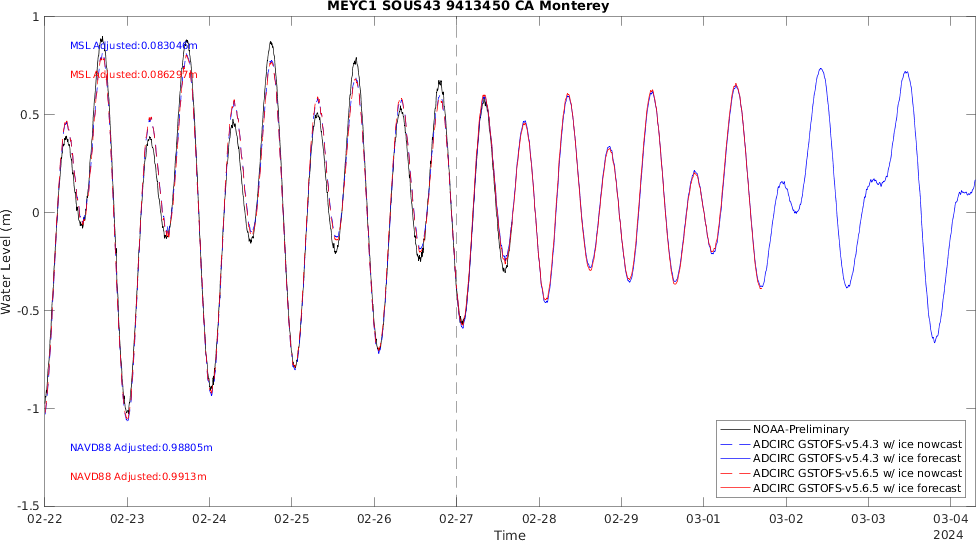 MEYC1 SOUS43 9413450 CA Monterey
1
MSL Adjusted:0.083046m
MSL Adjusted:0.086297m
0.5
0
Water Level (m)
-0.5
-1
NAVD88 Adjusted:0.98805m
NAVD88 Adjusted:0.9913m
NOAA-Preliminary
ADCIRC GSTOFS-v5.4.3 w/ ice nowcast
ADCIRC GSTOFS-v5.4.3 w/ ice forecast
ADCIRC GSTOFS-v5.6.5 w/ ice nowcast
ADCIRC GSTOFS-v5.6.5 w/ ice forecast
-1.5
02-22 02-23 02-24 02-25 02-26 02-27 02-28 02-29 03-01 03-02 03-03 03-04
Time
2024